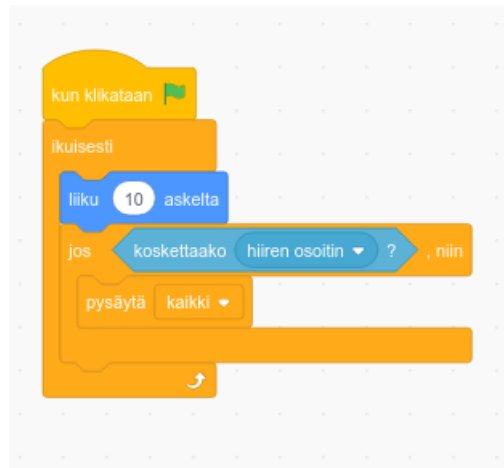 kun klikataan
ikuisesti
liiku 10 askelta
jos koskettaako hiiren osoitin ? , niin
pysäytä kaikki